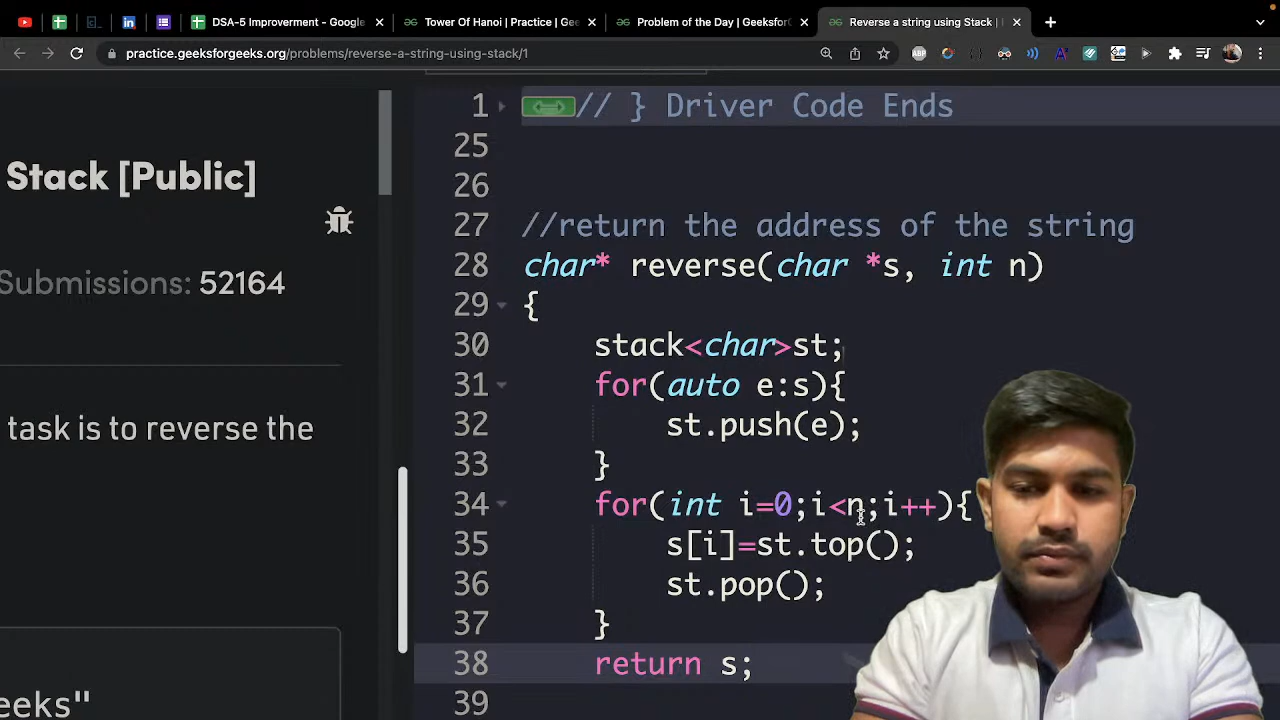 DSA-5 Improverment - Google
Tower Of Hanoi | Practice | Gee
Problem of the Day | GeeksforG
Reverse a string using Stack |
practice.geeksforgeeks.org/problems/reverse-a-string-using-stack/1
Stack [Public]
Submissions: 52164
task is to reverse the
eeks"
1 // } Driver Code Ends
25
26
27 //return the address of the string
28 char* reverse(char *s, int n)
29 {
30 stack<char>st;
31 for(auto e:s){
32 st.push(e);
33 }
34 for(int i=0;i<n;i++){
35 s[i]=st.top();
36 st.pop();
37 }
38 return s;
39